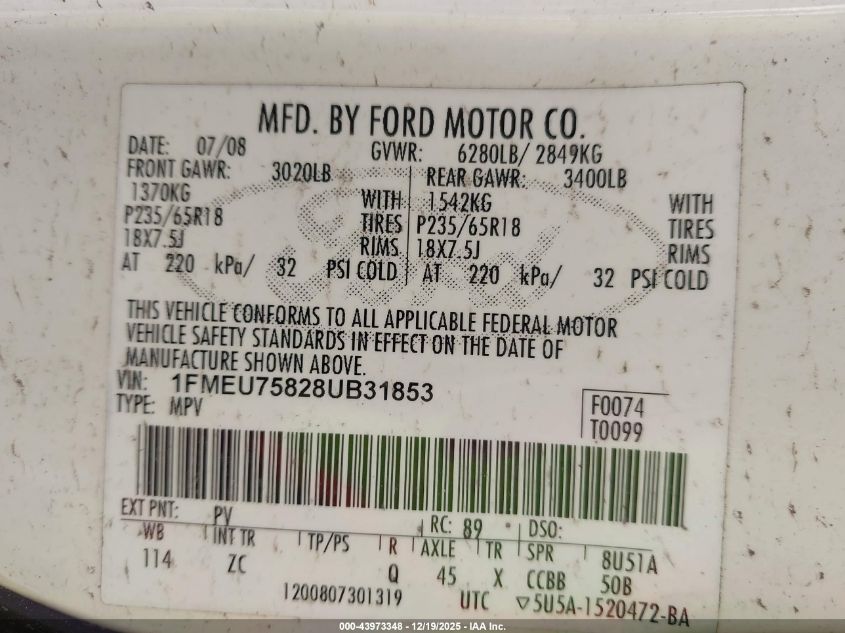 MFD. BY FORD MOTOR CO.
DATE: 07/08 GVWR: 6280LB/ 2849KG
FRONT GAWR: 3020LB REAR GAWR: 3400LB
1370KG WITH 1542KG WITH
P235/65R18 TIRES P235/65R18 TIRES
18X7.5J RIMS 18X7.5J RIMS
AT 220 kPa/ 32 PSI COLD AT 220 kPa/ 32 PSI COLD
THIS VEHICLE CONFORMS TO ALL APPLICABLE FEDERAL MOTOR
VEHICLE SAFETY STANDARDS IN EFFECT ON THE DATE OF
MANUFACTURE SHOWN ABOVE.
VIN: 1FMEU75828UB31853
TYPE: MPV
F0074
T0099
EXT PNT: PV RC: 89 DSO:
WB INT TR TP/PS R AXLE TR SPR 8U51A
114 ZC Q 45 X CCBB 50B
1200807301319 UTC ▽5U5A-1520472-BA
000-43973348 - 12/19/2025 - IAA Inc.